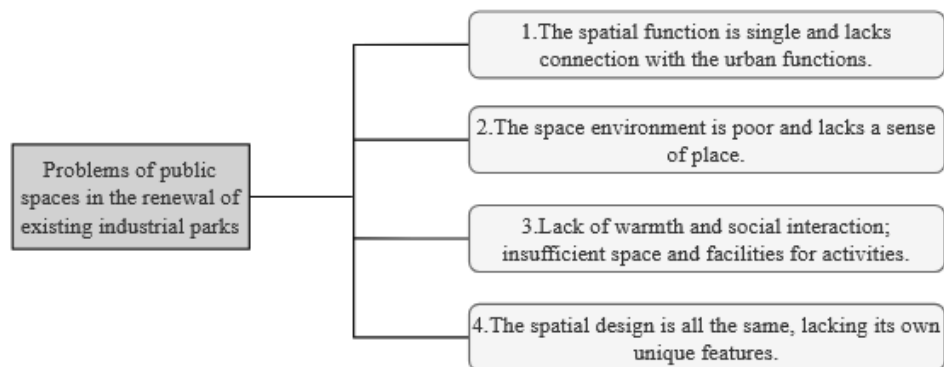 1.The spatial function is single and lacks
connection with the urban functions.
2.The space environment is poor and lacks a sense
of place.
Problems of public
spaces in the renewal of
existing industrial parks
3.Lack of warmth and social interaction;
insufficient space and facilities for activities.
4.The spatial design is all the same, lacking its own
unique features.